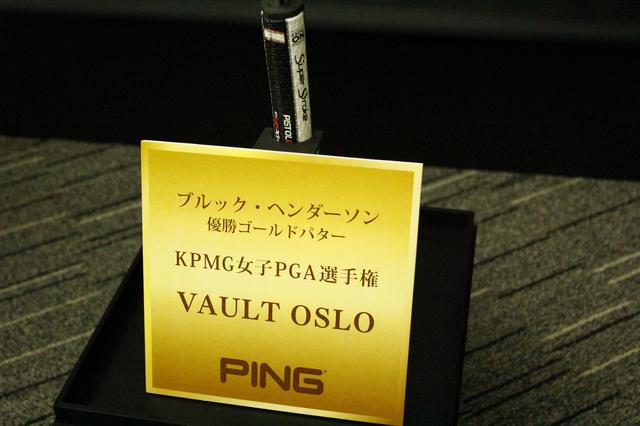 Super Stroke
PISTOL
ブルック・ヘンダーソン
優勝ゴールドパター
KPMG女子PGA選手権
VAULT OSLO
PING